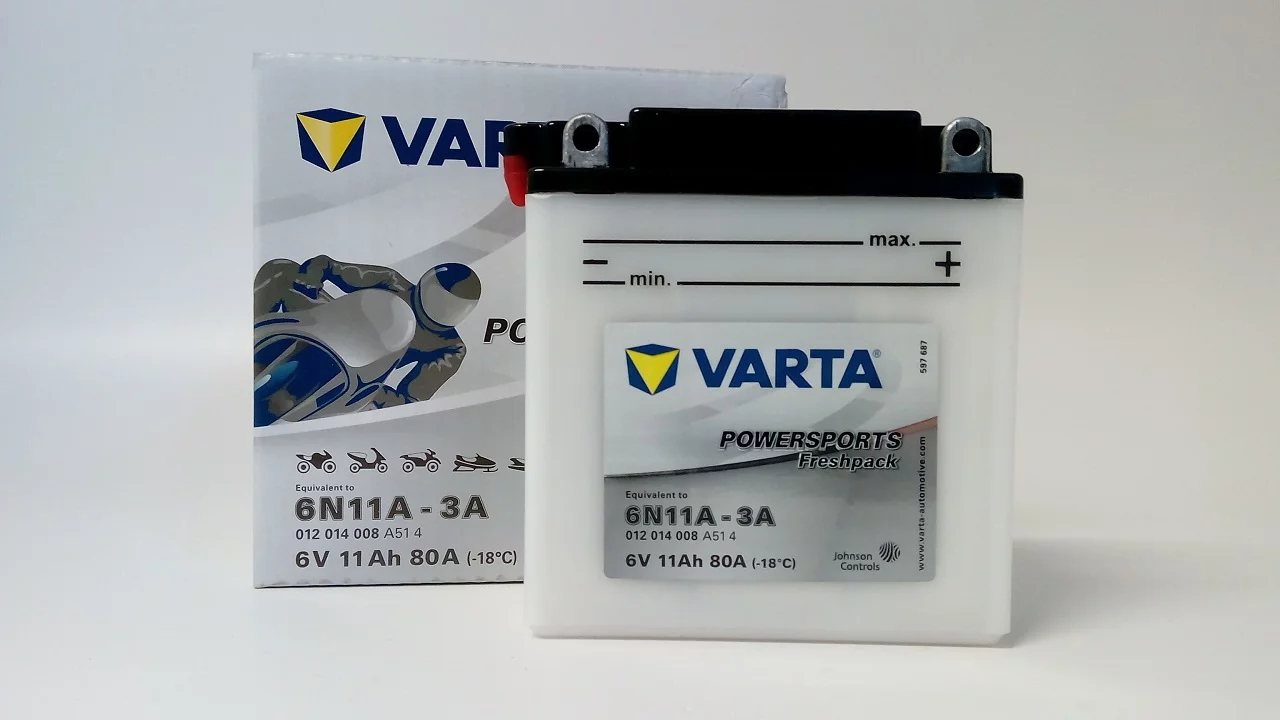 VAR
PO
Equivalent to
6N11A - 3A
012 014 008 A51 4
6V 11Ah 80A (-18°C)
max.
−
+
min.
VARTA®
597 687
POWERSPORTS
Freshpack
www.varta-automotive.com
Equivalent to
6N11A - 3A
012 014 008 A51 4
6V 11Ah 80A (-18°C)
Johnson
Controls